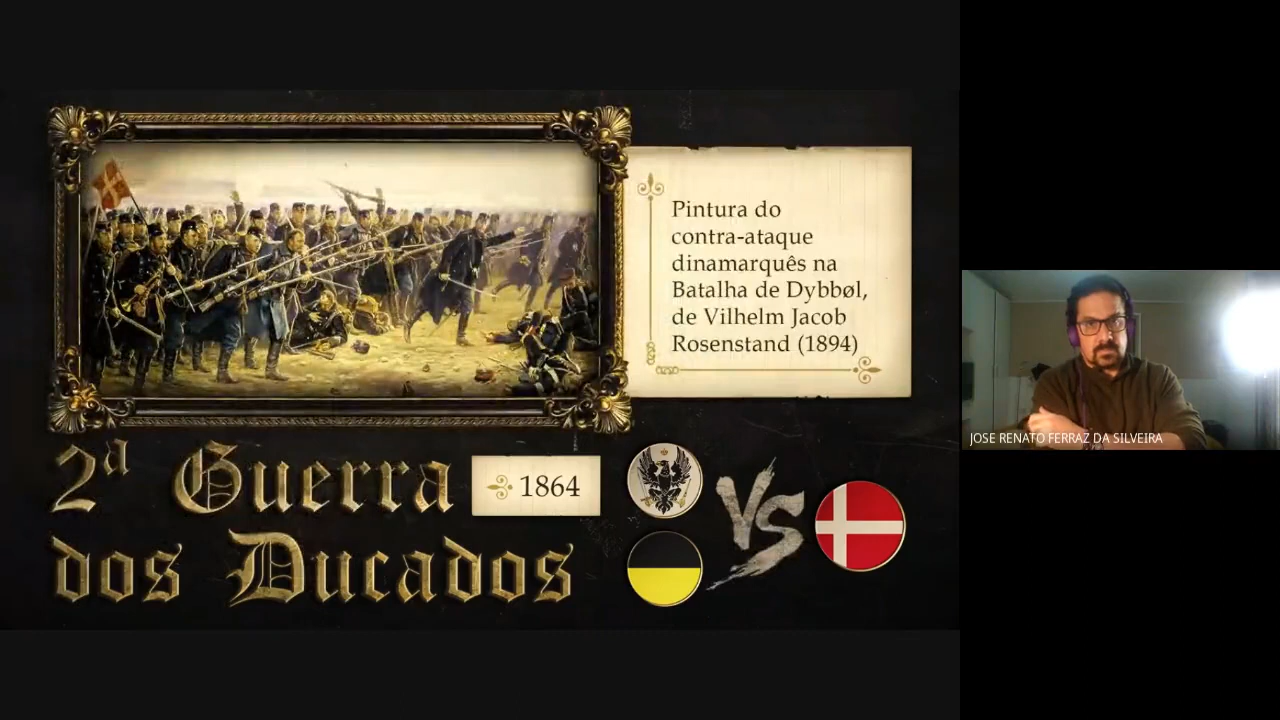 Pintura do
contra-ataque
dinamarquês na
Batalha de Dybbøl,
de Vilhelm Jacob
Rosenstand (1894)
2ª Guerra
dos Ducados
1864
VS
JOSE RENATO FERRAZ DA SILVEIRA